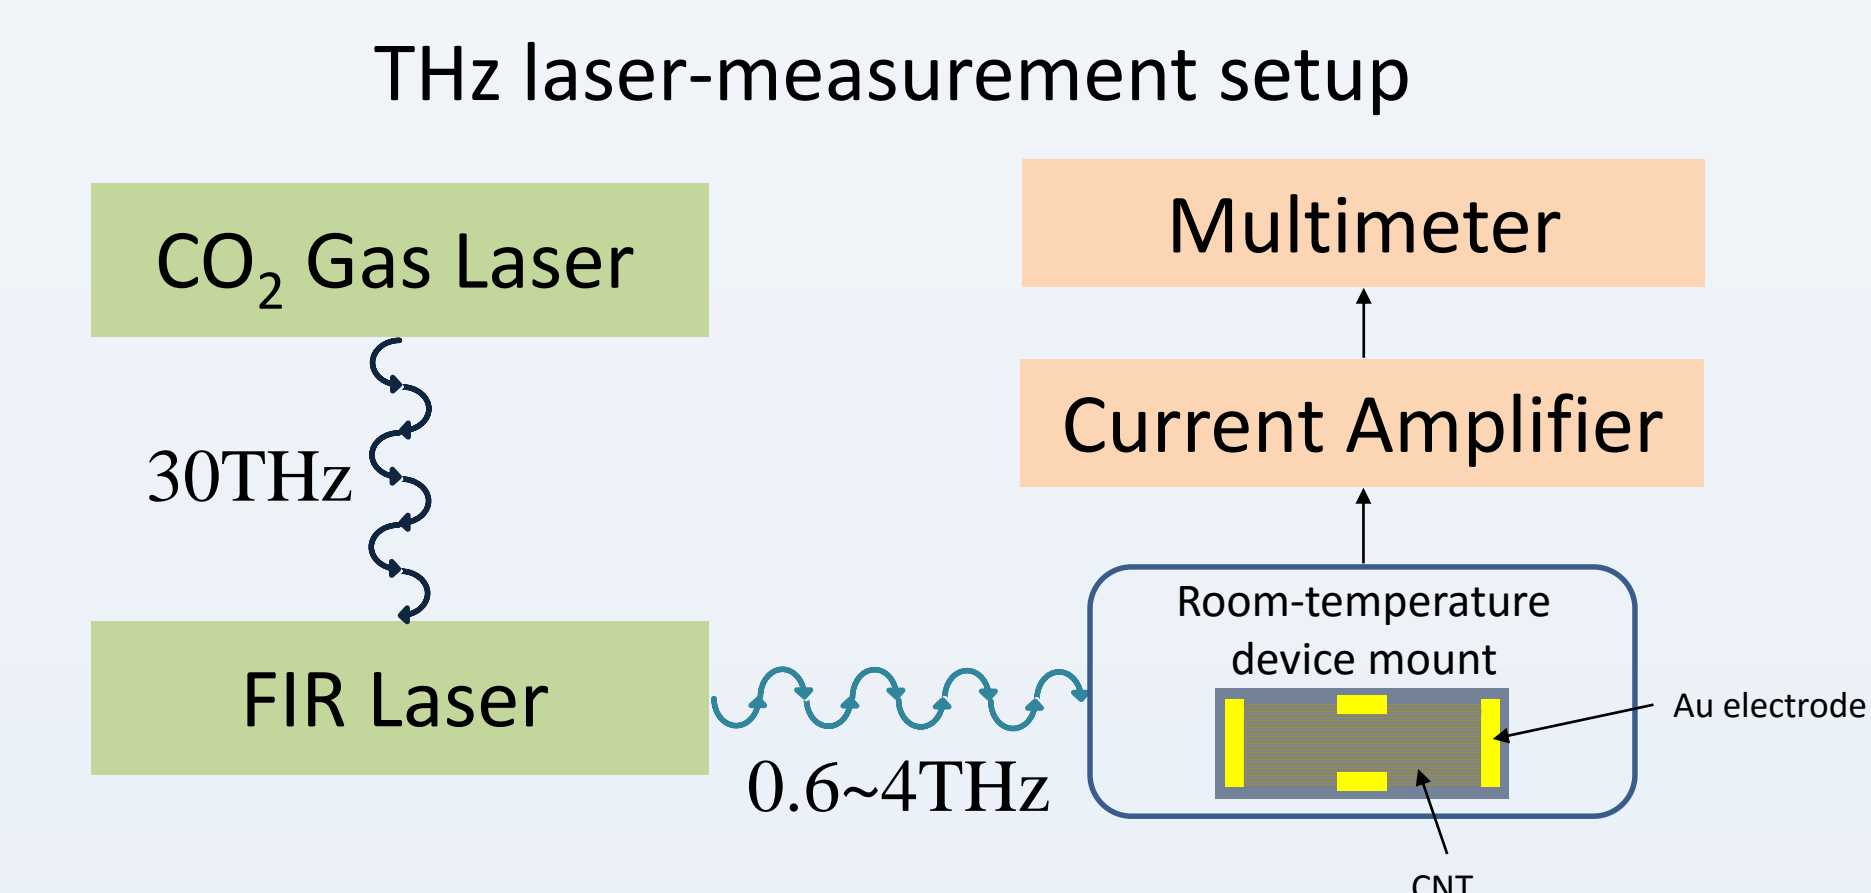 THz laser-measurement setup
CO₂ Gas Laser
30THz
FIR Laser
0.6~4THz
Multimeter
Current Amplifier
Room-temperature
device mount
Au electrode
CNT